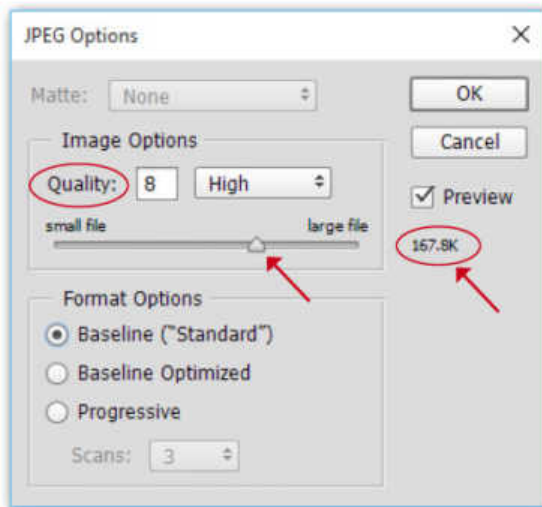 JPEG Options
Matte: None
OK
Image Options
Cancel
Quality: 8 High
Preview
small file large file
167.8K
Format Options
Baseline ("Standard")
Baseline Optimized
Progressive
Scans: 3